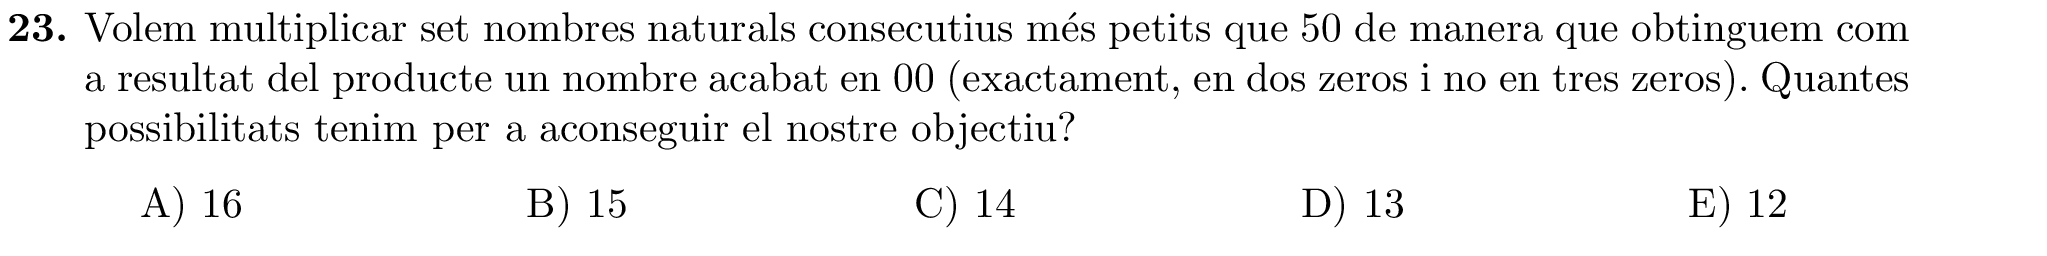 23. Volem multiplicar set nombres naturals consecutius més petits que 50 de manera que obtinguem com
a resultat del producte un nombre acabat en 00 (exactament, en dos zeros i no en tres zeros). Quantes
possibilitats tenim per a aconseguir el nostre objectiu?
A) 16 B) 15 C) 14 D) 13 E) 12